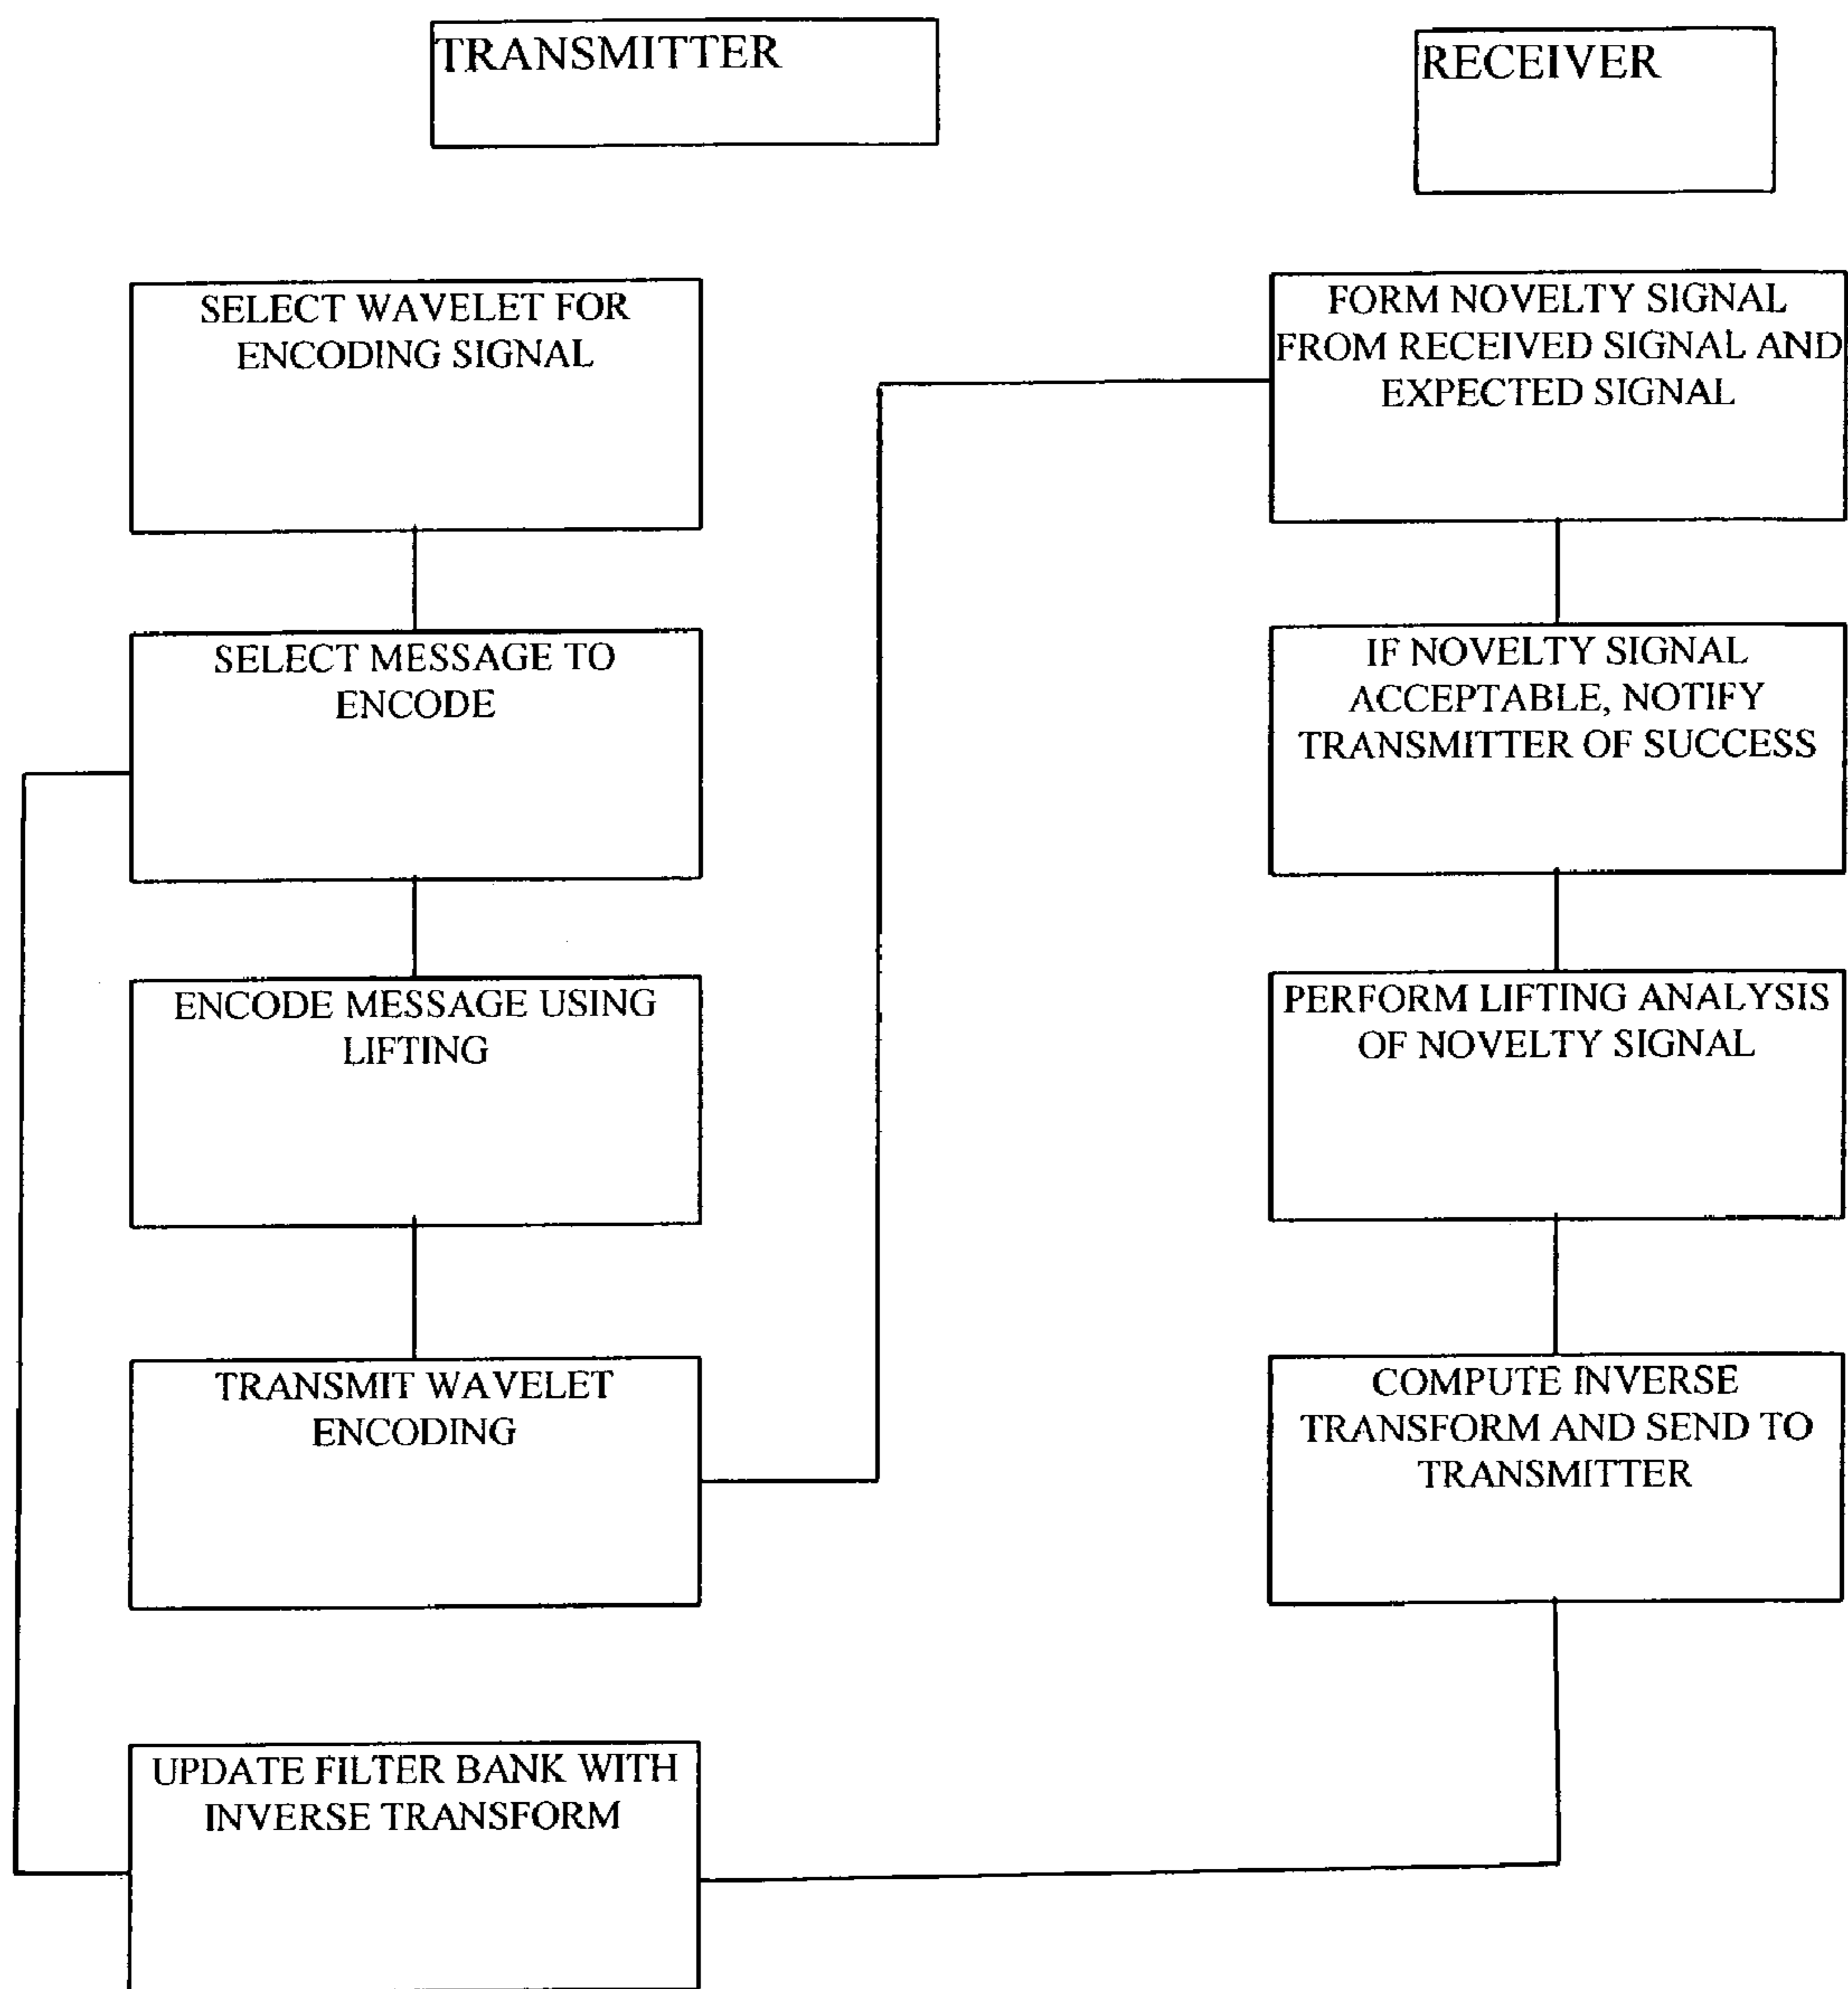 TRANSMITTER
RECEIVER
SELECT WAVELET FOR
ENCODING SIGNAL
SELECT MESSAGE TO
ENCODE
ENCODE MESSAGE USING
LIFTING
TRANSMIT WAVELET
ENCODING
UPDATE FILTER BANK WITH
INVERSE TRANSFORM
FORM NOVELTY SIGNAL
FROM RECEIVED SIGNAL AND
EXPECTED SIGNAL
IF NOVELTY SIGNAL
ACCEPTABLE, NOTIFY
TRANSMITTER OF SUCCESS
PERFORM LIFTING ANALYSIS
OF NOVELTY SIGNAL
COMPUTE INVERSE
TRANSFORM AND SEND TO
TRANSMITTER